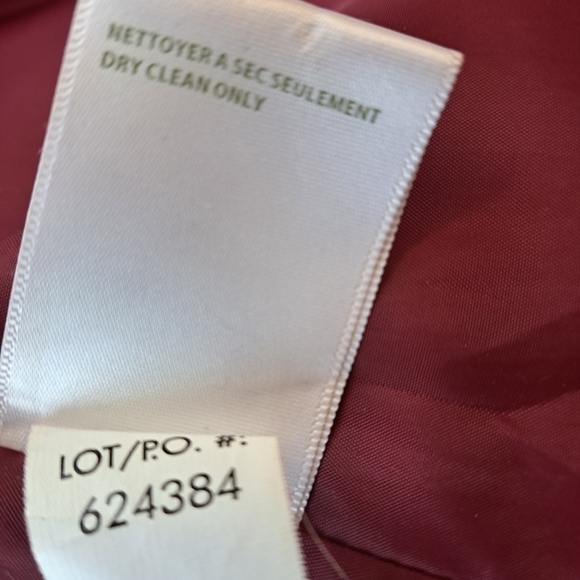 NETTOYER A SEC SEULEMENT
DRY CLEAN ONLY
LOT/P.O. #:
624384